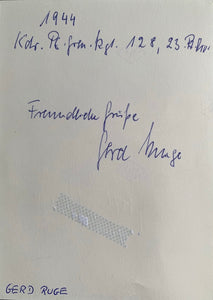 1944
Kdr. Pz. Gren. Rgt. 128, 23. Pz. Div.
Freundliche Grüße
Gerd Ruge
GERD RUGE